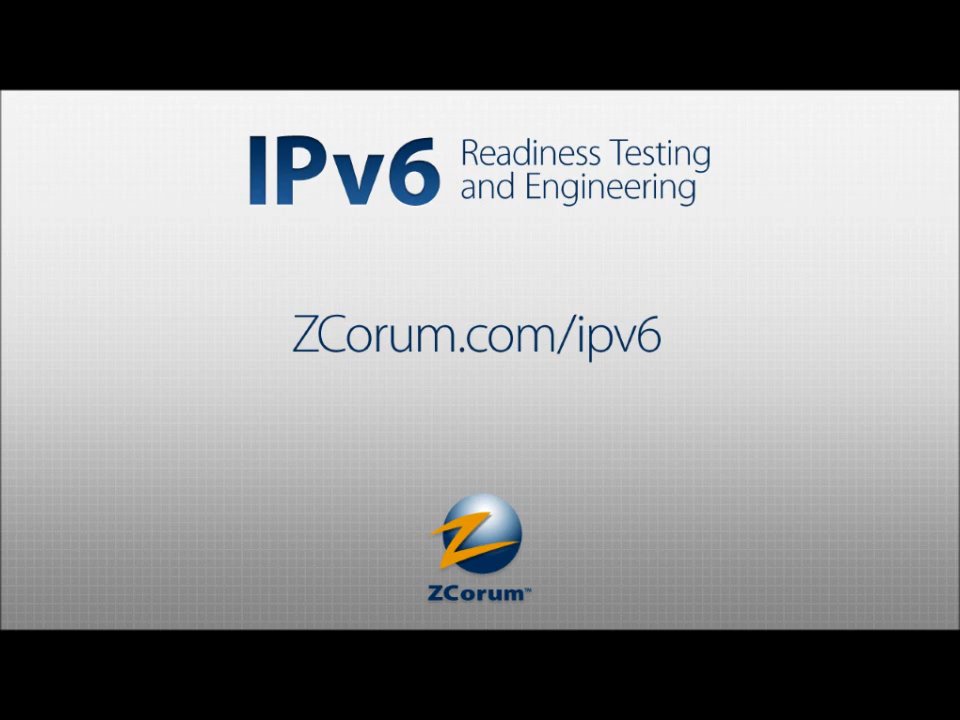 IPv6 Readiness Testing
and Engineering
ZCorum.com/ipv6
ZCorum™